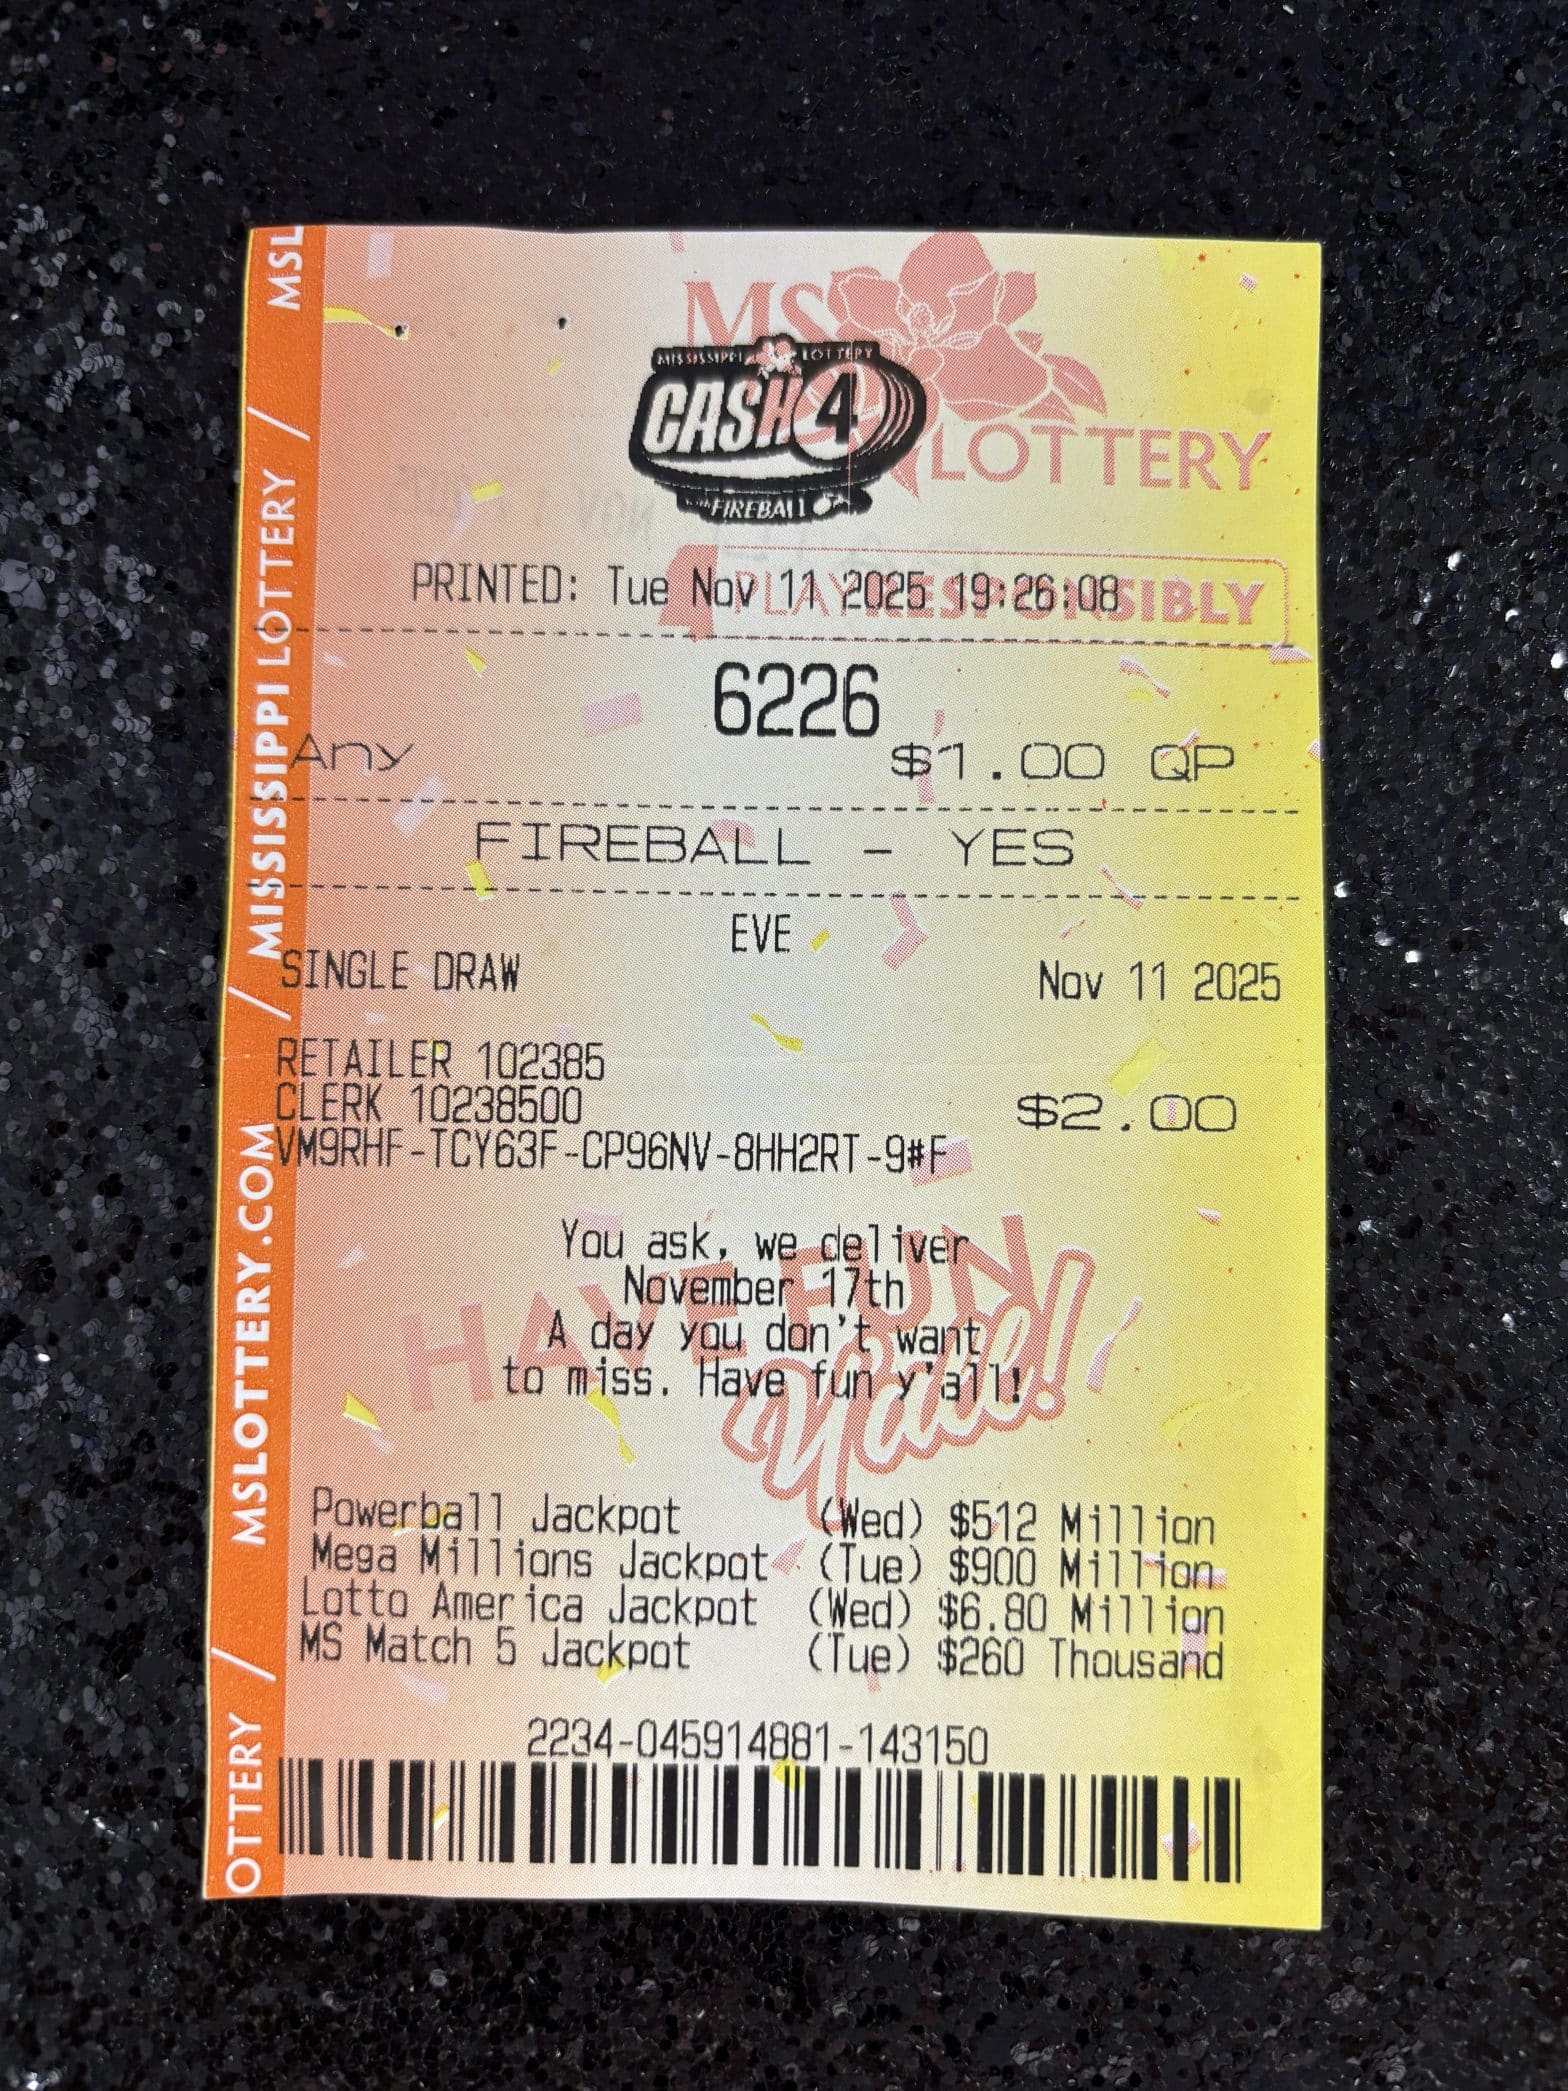 MS
LOTTERY
MISSISSIPPI LOTTERY
CASH 4
FIREBALL
PLAY RESPONSIBLY
PRINTED: Tue Nov 11 2025 19:26:08
6226
Any $1.00 QP
FIREBALL - YES
EVE
SINGLE DRAW Nov 11 2025
RETAILER 102385
CLERK 10238500 $2.00
VM9RHF-TCY63F-CP96NV-8HH2RT-9#F
You ask, we deliver
November 17th
A day you don't want
to miss. Have fun y'all!
HAVE FUN
Y'all!
Powerball Jackpot (Wed) $512 Million
Mega Millions Jackpot (Tue) $900 Million
Lotto America Jackpot (Wed) $6.80 Million
MS Match 5 Jackpot (Tue) $260 Thousand
2234-045914881-143150
OTTERY / MSLOTTERY.COM / MISSISSIPPI LOTTERY / MSL